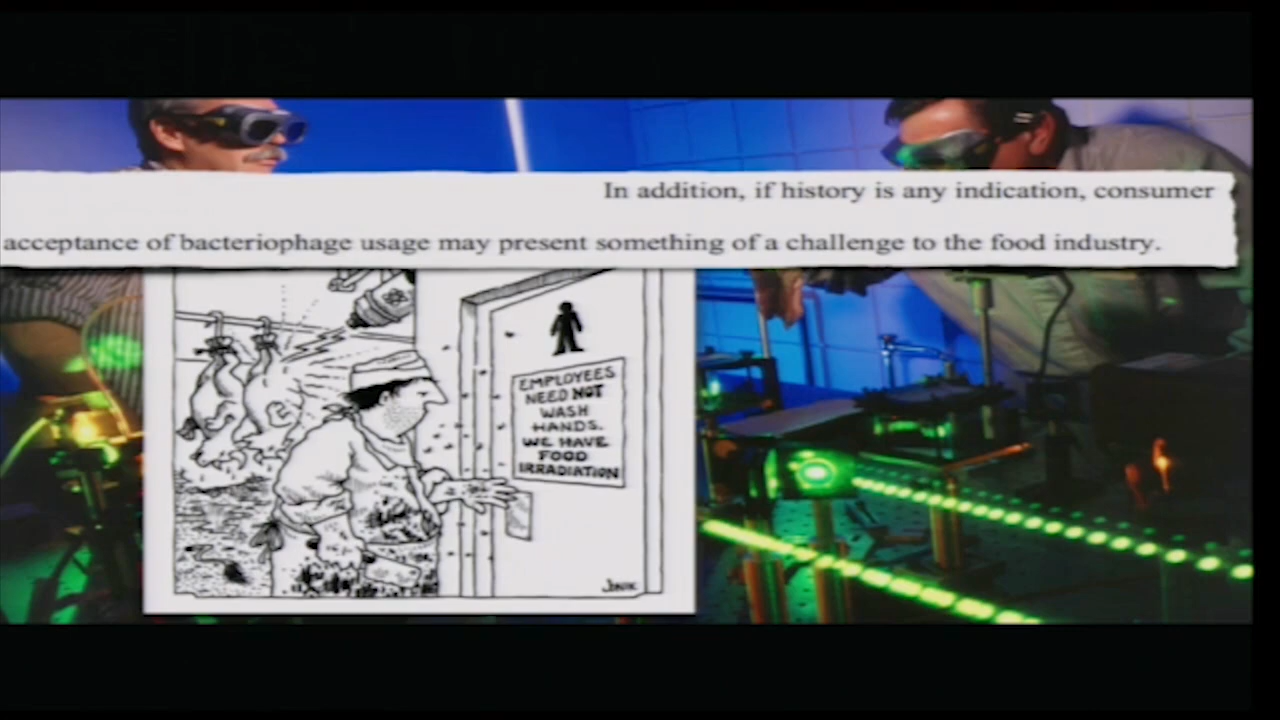 In addition, if history is any indication, consumer
acceptance of bacteriophage usage may present something of a challenge to the food industry.
EMPLOYEES
NEED NOT
WASH
HANDS.
WE HAVE
FOOD
IRRADIATION